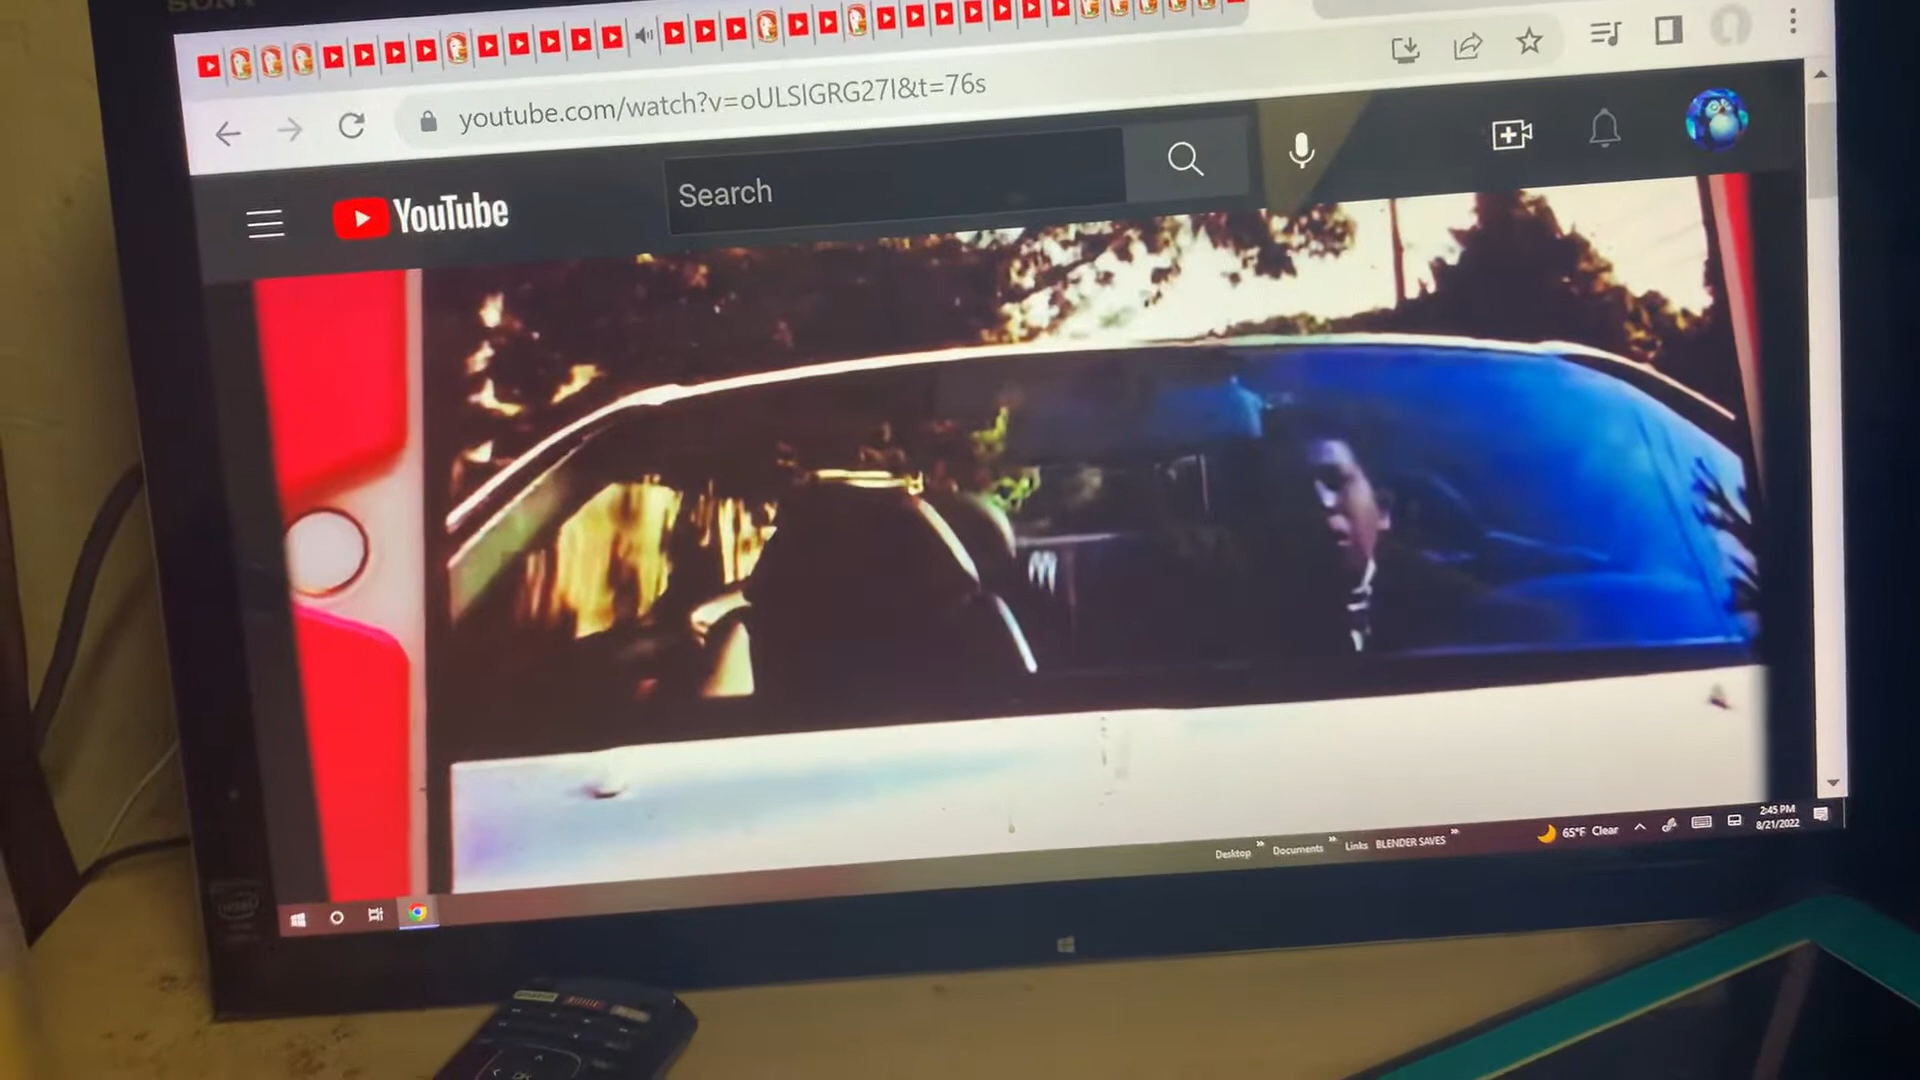 SONY
youtube.com/watch?v=oULSIGRG27I&t=76s
YouTube
Search
Desktop
Documents
Links
BLENDER SAVES
65°F Clear
2:45 PM
8/21/2022